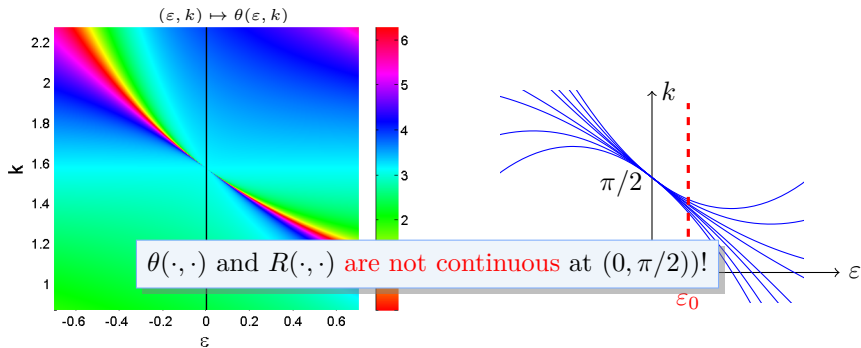 (ε, k) ↦ θ(ε, k)
2.2
2
1.8
1.6
1.4
1.2
1
k
-0.6
-0.4
-0.2
0
0.2
0.4
0.6
ε
6
5
4
3
2
k
π/2
ε
ε₀
θ(·, ·) and R(·, ·) are not continuous at (0, π/2))!